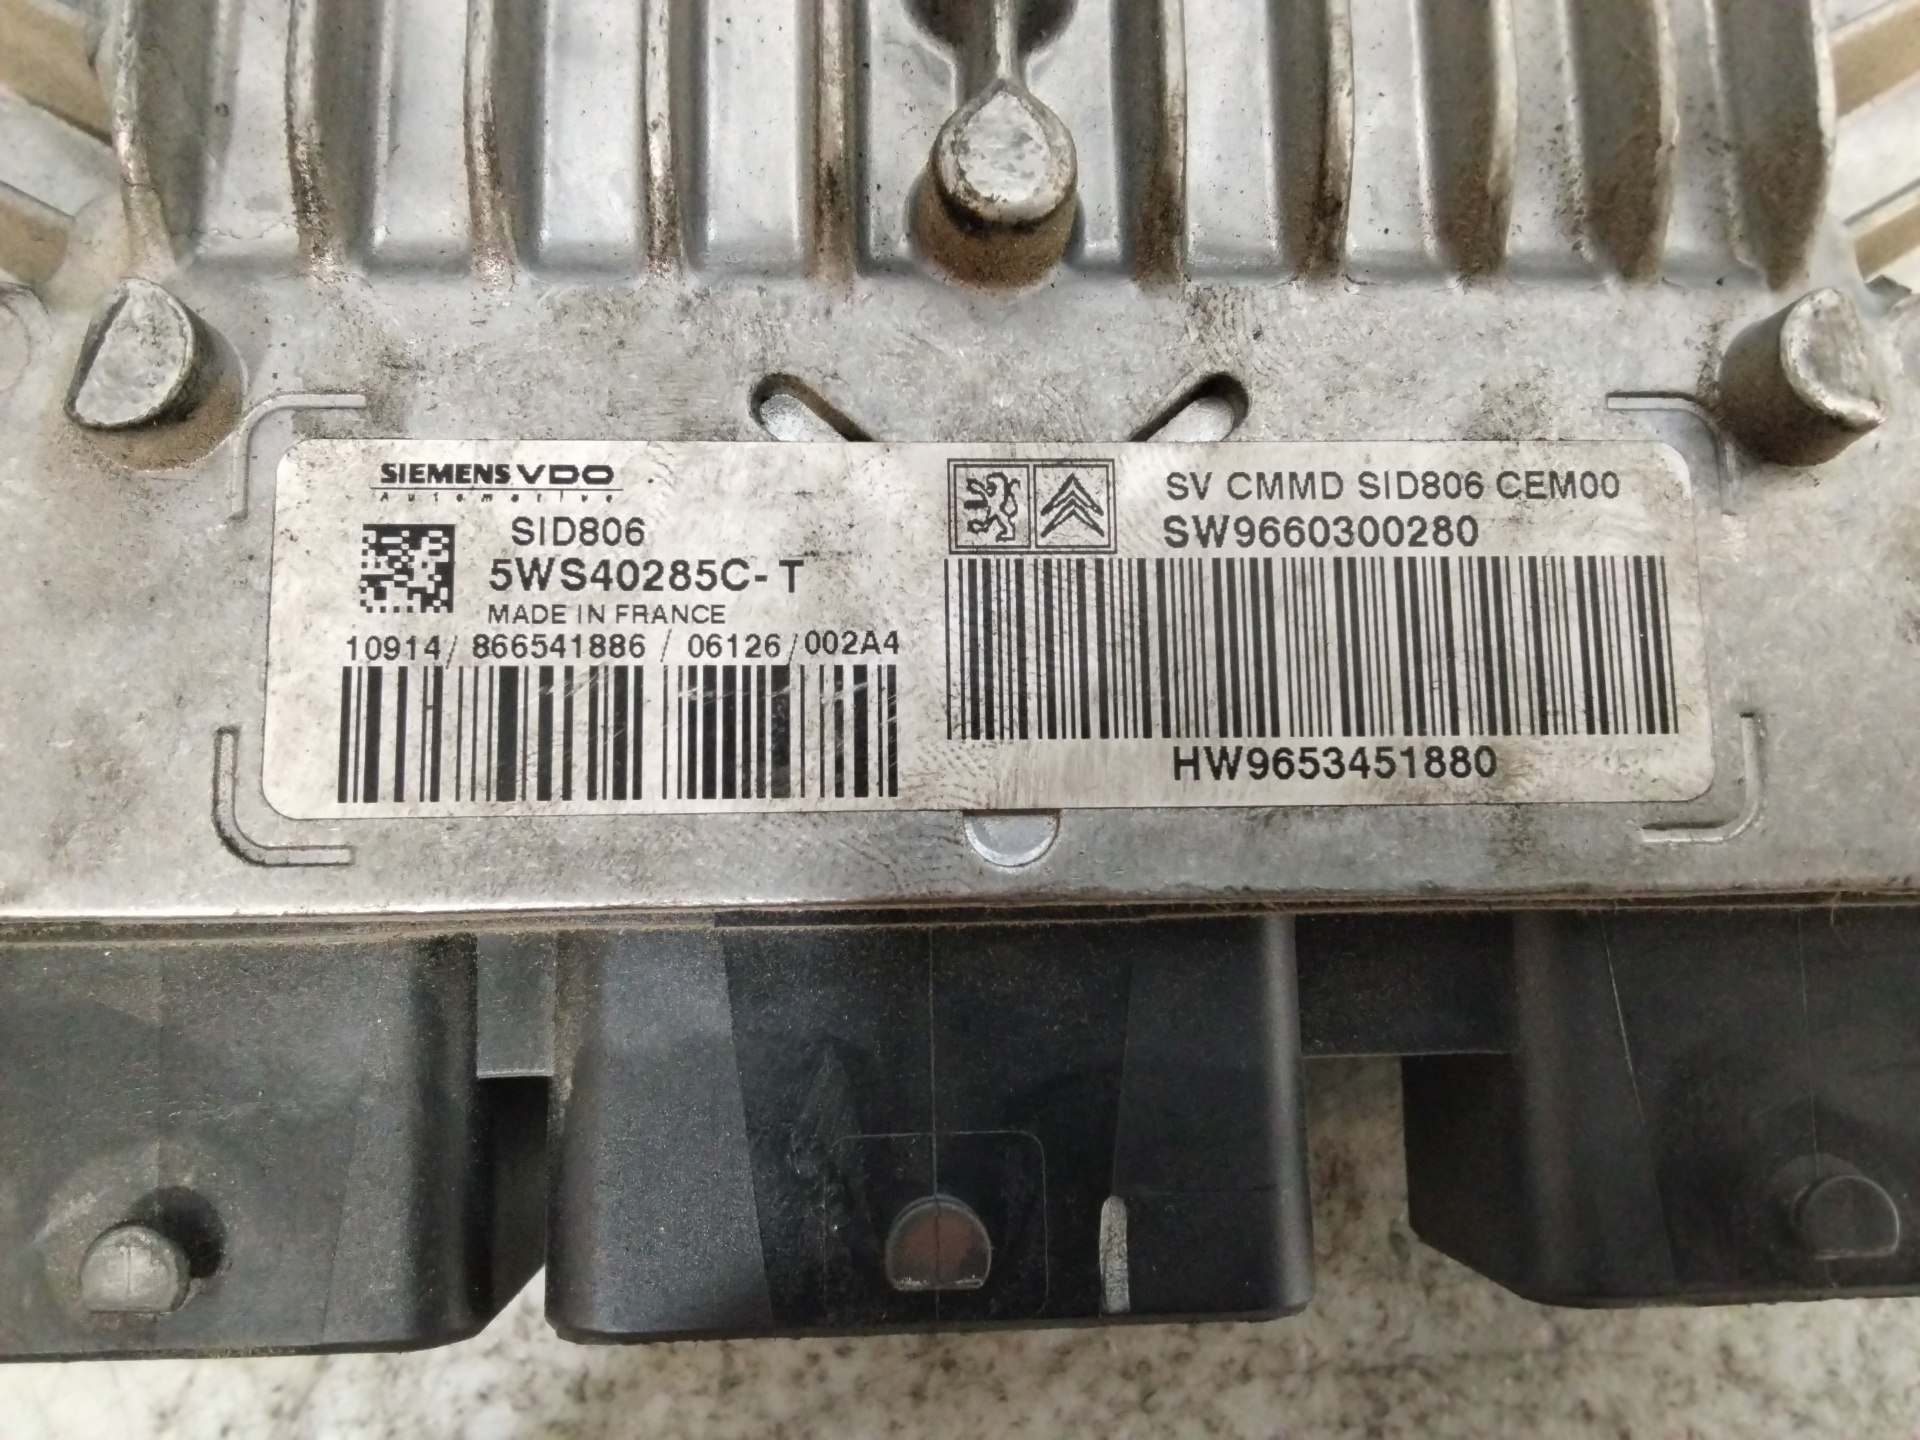 SIEMENS VDO
Automotive
SID806
5WS40285C-T
MADE IN FRANCE
10914/866541886/06126/002A4
SV CMMD SID806 CEM00
SW9660300280
HW9653451880